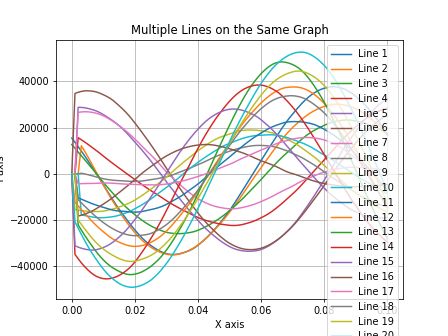 Multiple Lines on the Same Graph
40000
20000
0
−20000
−40000
0.00
0.02
0.04
0.06
X axis
Line 1
Line 2
Line 3
Line 4
Line 5
Line 6
Line 7
Line 8
Line 9
Line 10
Line 11
Line 12
Line 13
Line 14
Line 15
Line 16
Line 17
Line 18
Line 19
Line 20